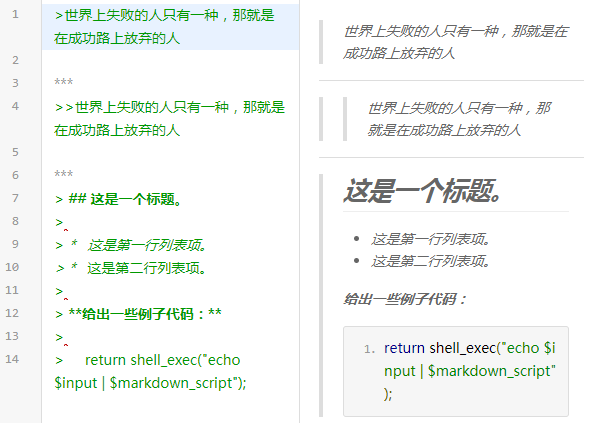 1 >世界上失败的人只有一种，那就是
在成功路上放弃的人
2
3 ***
4 >>世界上失败的人只有一种，那就是
在成功路上放弃的人
5
6 ***
7 > ## 这是一个标题。
8 >
9 > * 这是第一行列表项。
10 > * 这是第二行列表项。
11 >
12 > **给出一些例子代码：**
13 >
14 > return shell_exec("echo
$input | $markdown_script");
世界上失败的人只有一种，那就是在
成功路上放弃的人
世界上失败的人只有一种，那
就是在成功路上放弃的人
这是一个标题。
• 这是第一行列表项。
• 这是第二行列表项。
给出一些例子代码：
1. return shell_exec("echo $i
nput | $markdown_script"
);